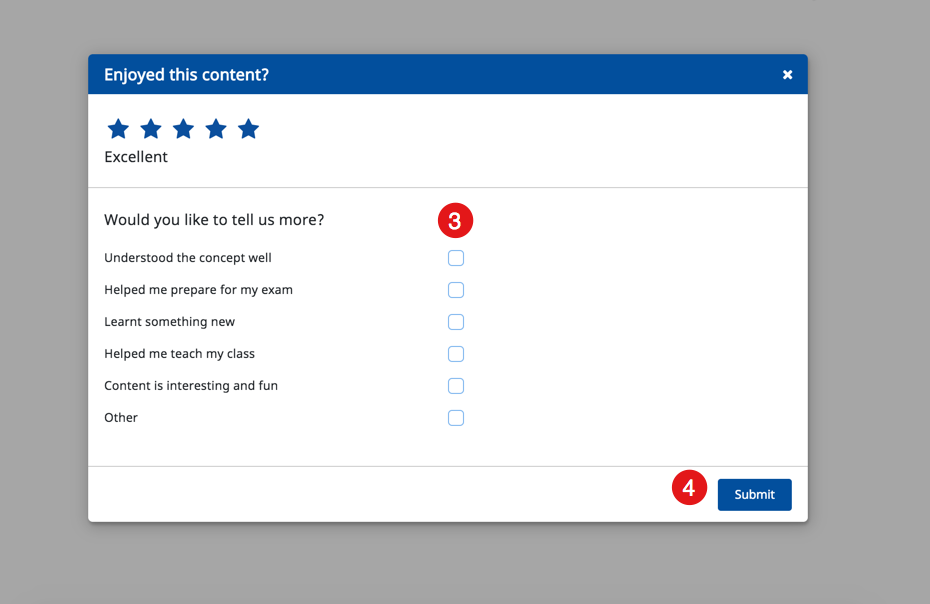 Enjoyed this content?
Excellent
Would you like to tell us more?
3
Understood the concept well
Helped me prepare for my exam
Learnt something new
Helped me teach my class
Content is interesting and fun
Other
4
Submit